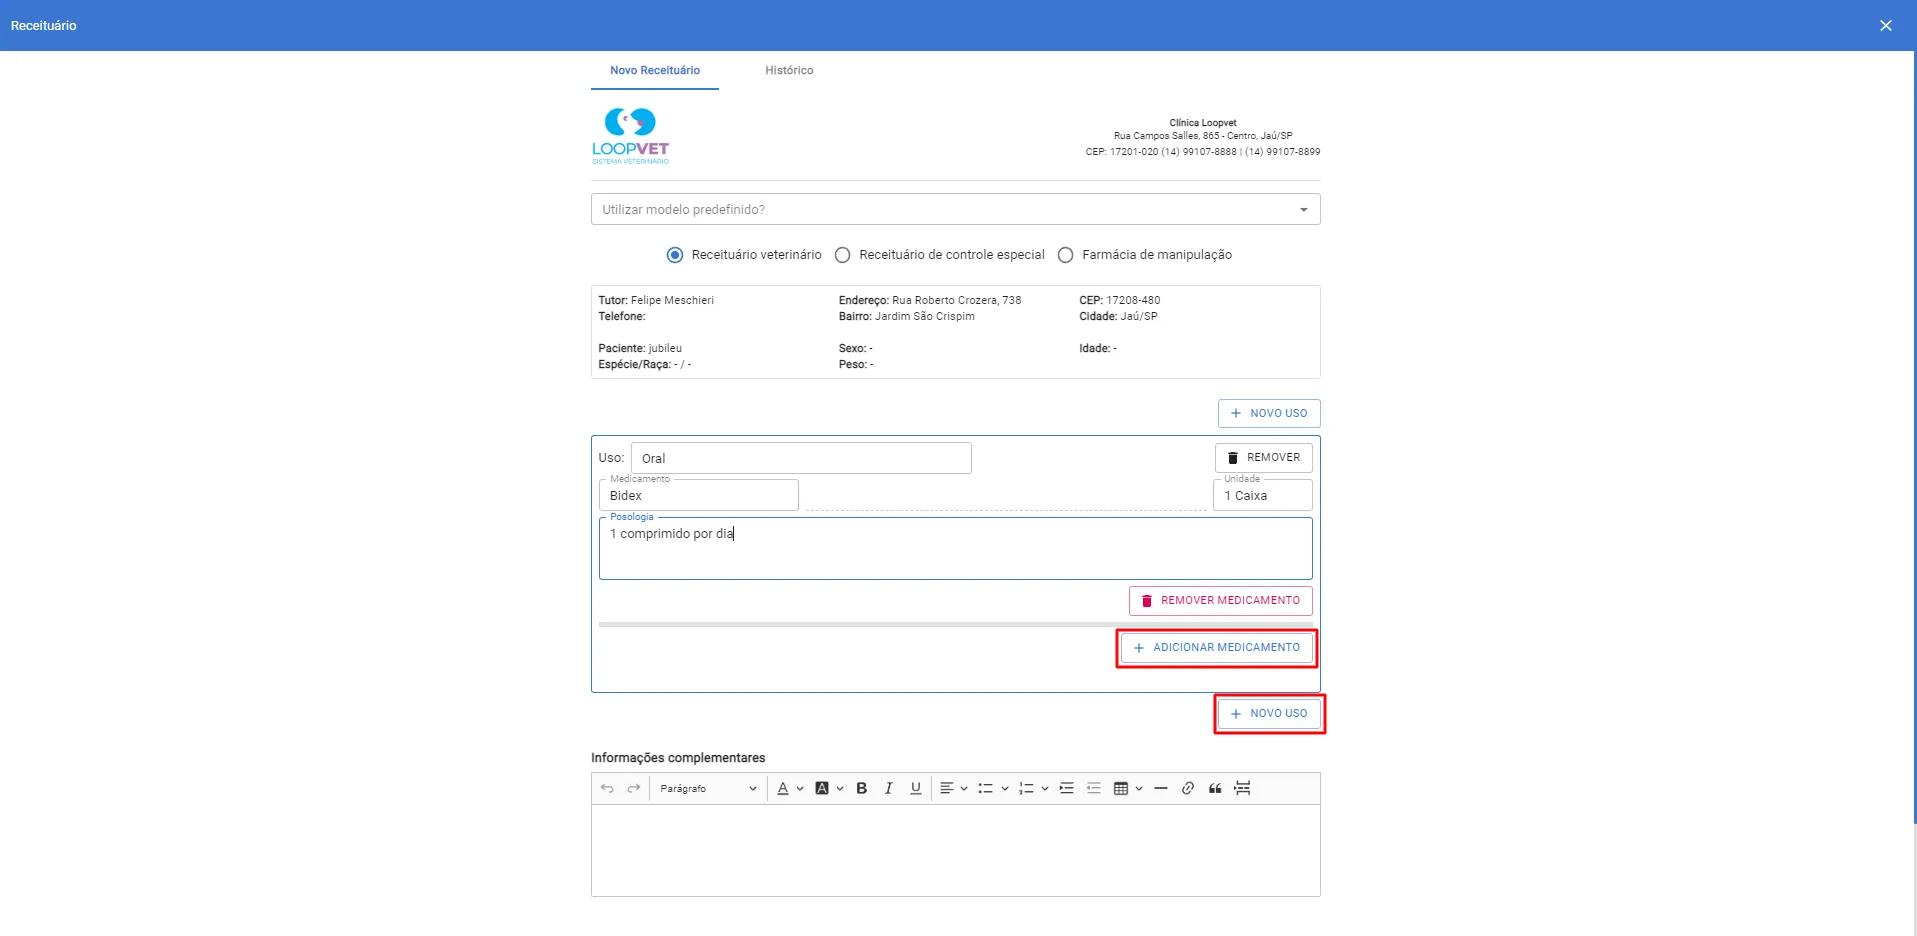 Receituário
Novo Receituário Histórico
LOOPVET
SISTEMA VETERINÁRIO
Clínica Loopvet
Rua Campos Salles, 865 - Centro, Jaú/SP
CEP: 17201-020 (14) 99107-8888 | (14) 99107-8899
Utilizar modelo predefinido?
Receituário veterinário Receituário de controle especial Farmácia de manipulação
Tutor: Felipe Meschieri Endereço: Rua Roberto Crozera, 738 CEP: 17208-480
Telefone: Bairro: Jardim São Crispim Cidade: Jaú/SP
Paciente: jubileu Sexo: - Idade: -
Espécie/Raça: - / - Peso: -
+ NOVO USO
Uso: Oral REMOVER
Medicamento Unidade
Bidex 1 Caixa
Posologia
1 comprimido por dia
REMOVER MEDICAMENTO
+ ADICIONAR MEDICAMENTO
+ NOVO USO
Informações complementares
Parágrafo